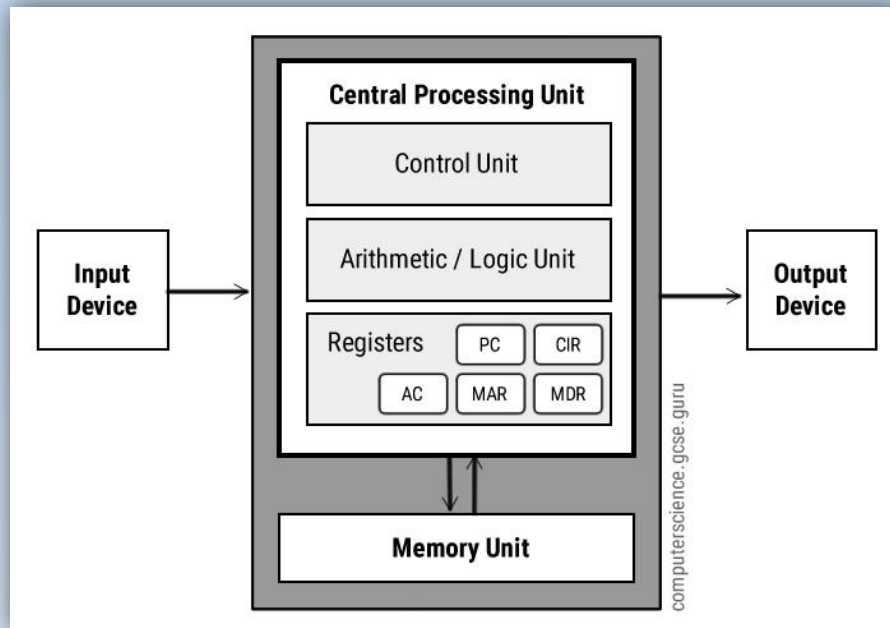 Central Processing Unit
Control Unit
Arithmetic / Logic Unit
Input
Device
Output
Device
Registers
PC
CIR
AC
MAR
MDR
Memory Unit
computerscience.gcse.guru